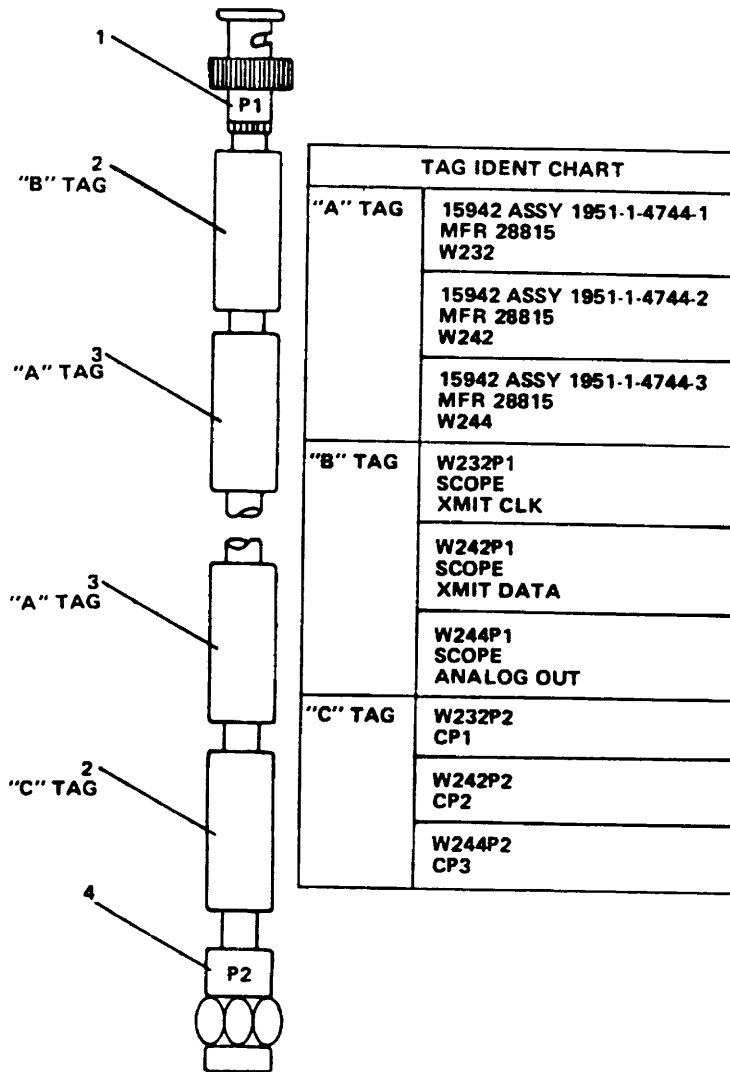 1
P1
2
"B" TAG
3
"A" TAG
3
"A" TAG
2
"C" TAG
4
P2
TAG IDENT CHART
"A" TAG
15942 ASSY 1951-1-4744-1
MFR 28815
W232
15942 ASSY 1951-1-4744-2
MFR 28815
W242
15942 ASSY 1951-1-4744-3
MFR 28815
W244
"B" TAG
W232P1
SCOPE
XMIT CLK
W242P1
SCOPE
XMIT DATA
W244P1
SCOPE
ANALOG OUT
"C" TAG
W232P2
CP1
W242P2
CP2
W244P2
CP3